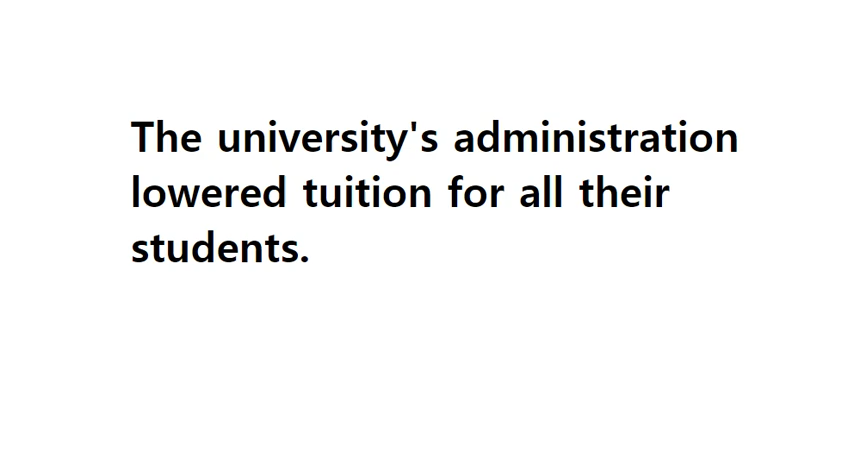 The university's administration
lowered tuition for all their
students.